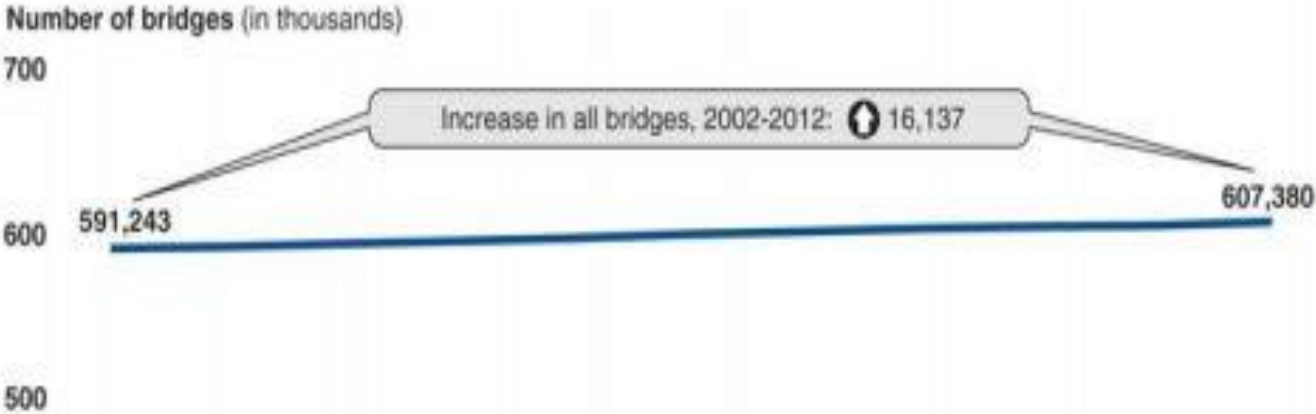 Number of bridges (in thousands)
700
Increase in all bridges, 2002-2012: 16,137
607,380
591,243
600
500